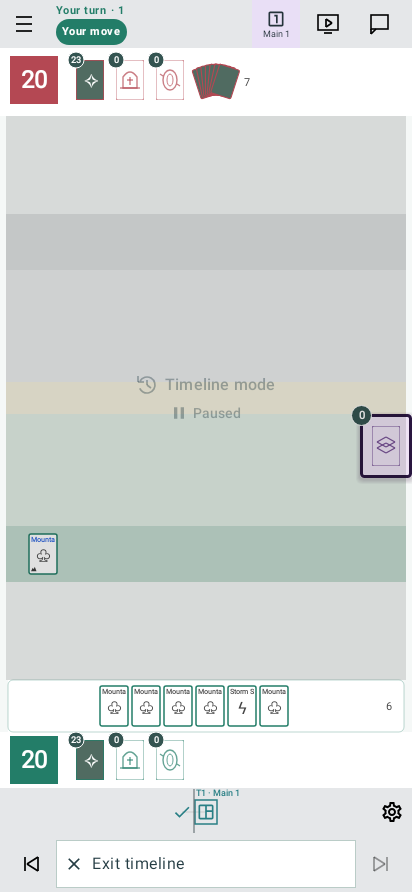 Your turn · 1
Your move
1
Main 1
20
23
0
0
7
Timeline mode
Paused
0
Mounta
Mounta
Mounta
Mounta
Mounta
Storm S
Mounta
6
20
23
0
0
T1 · Main 1
Exit timeline